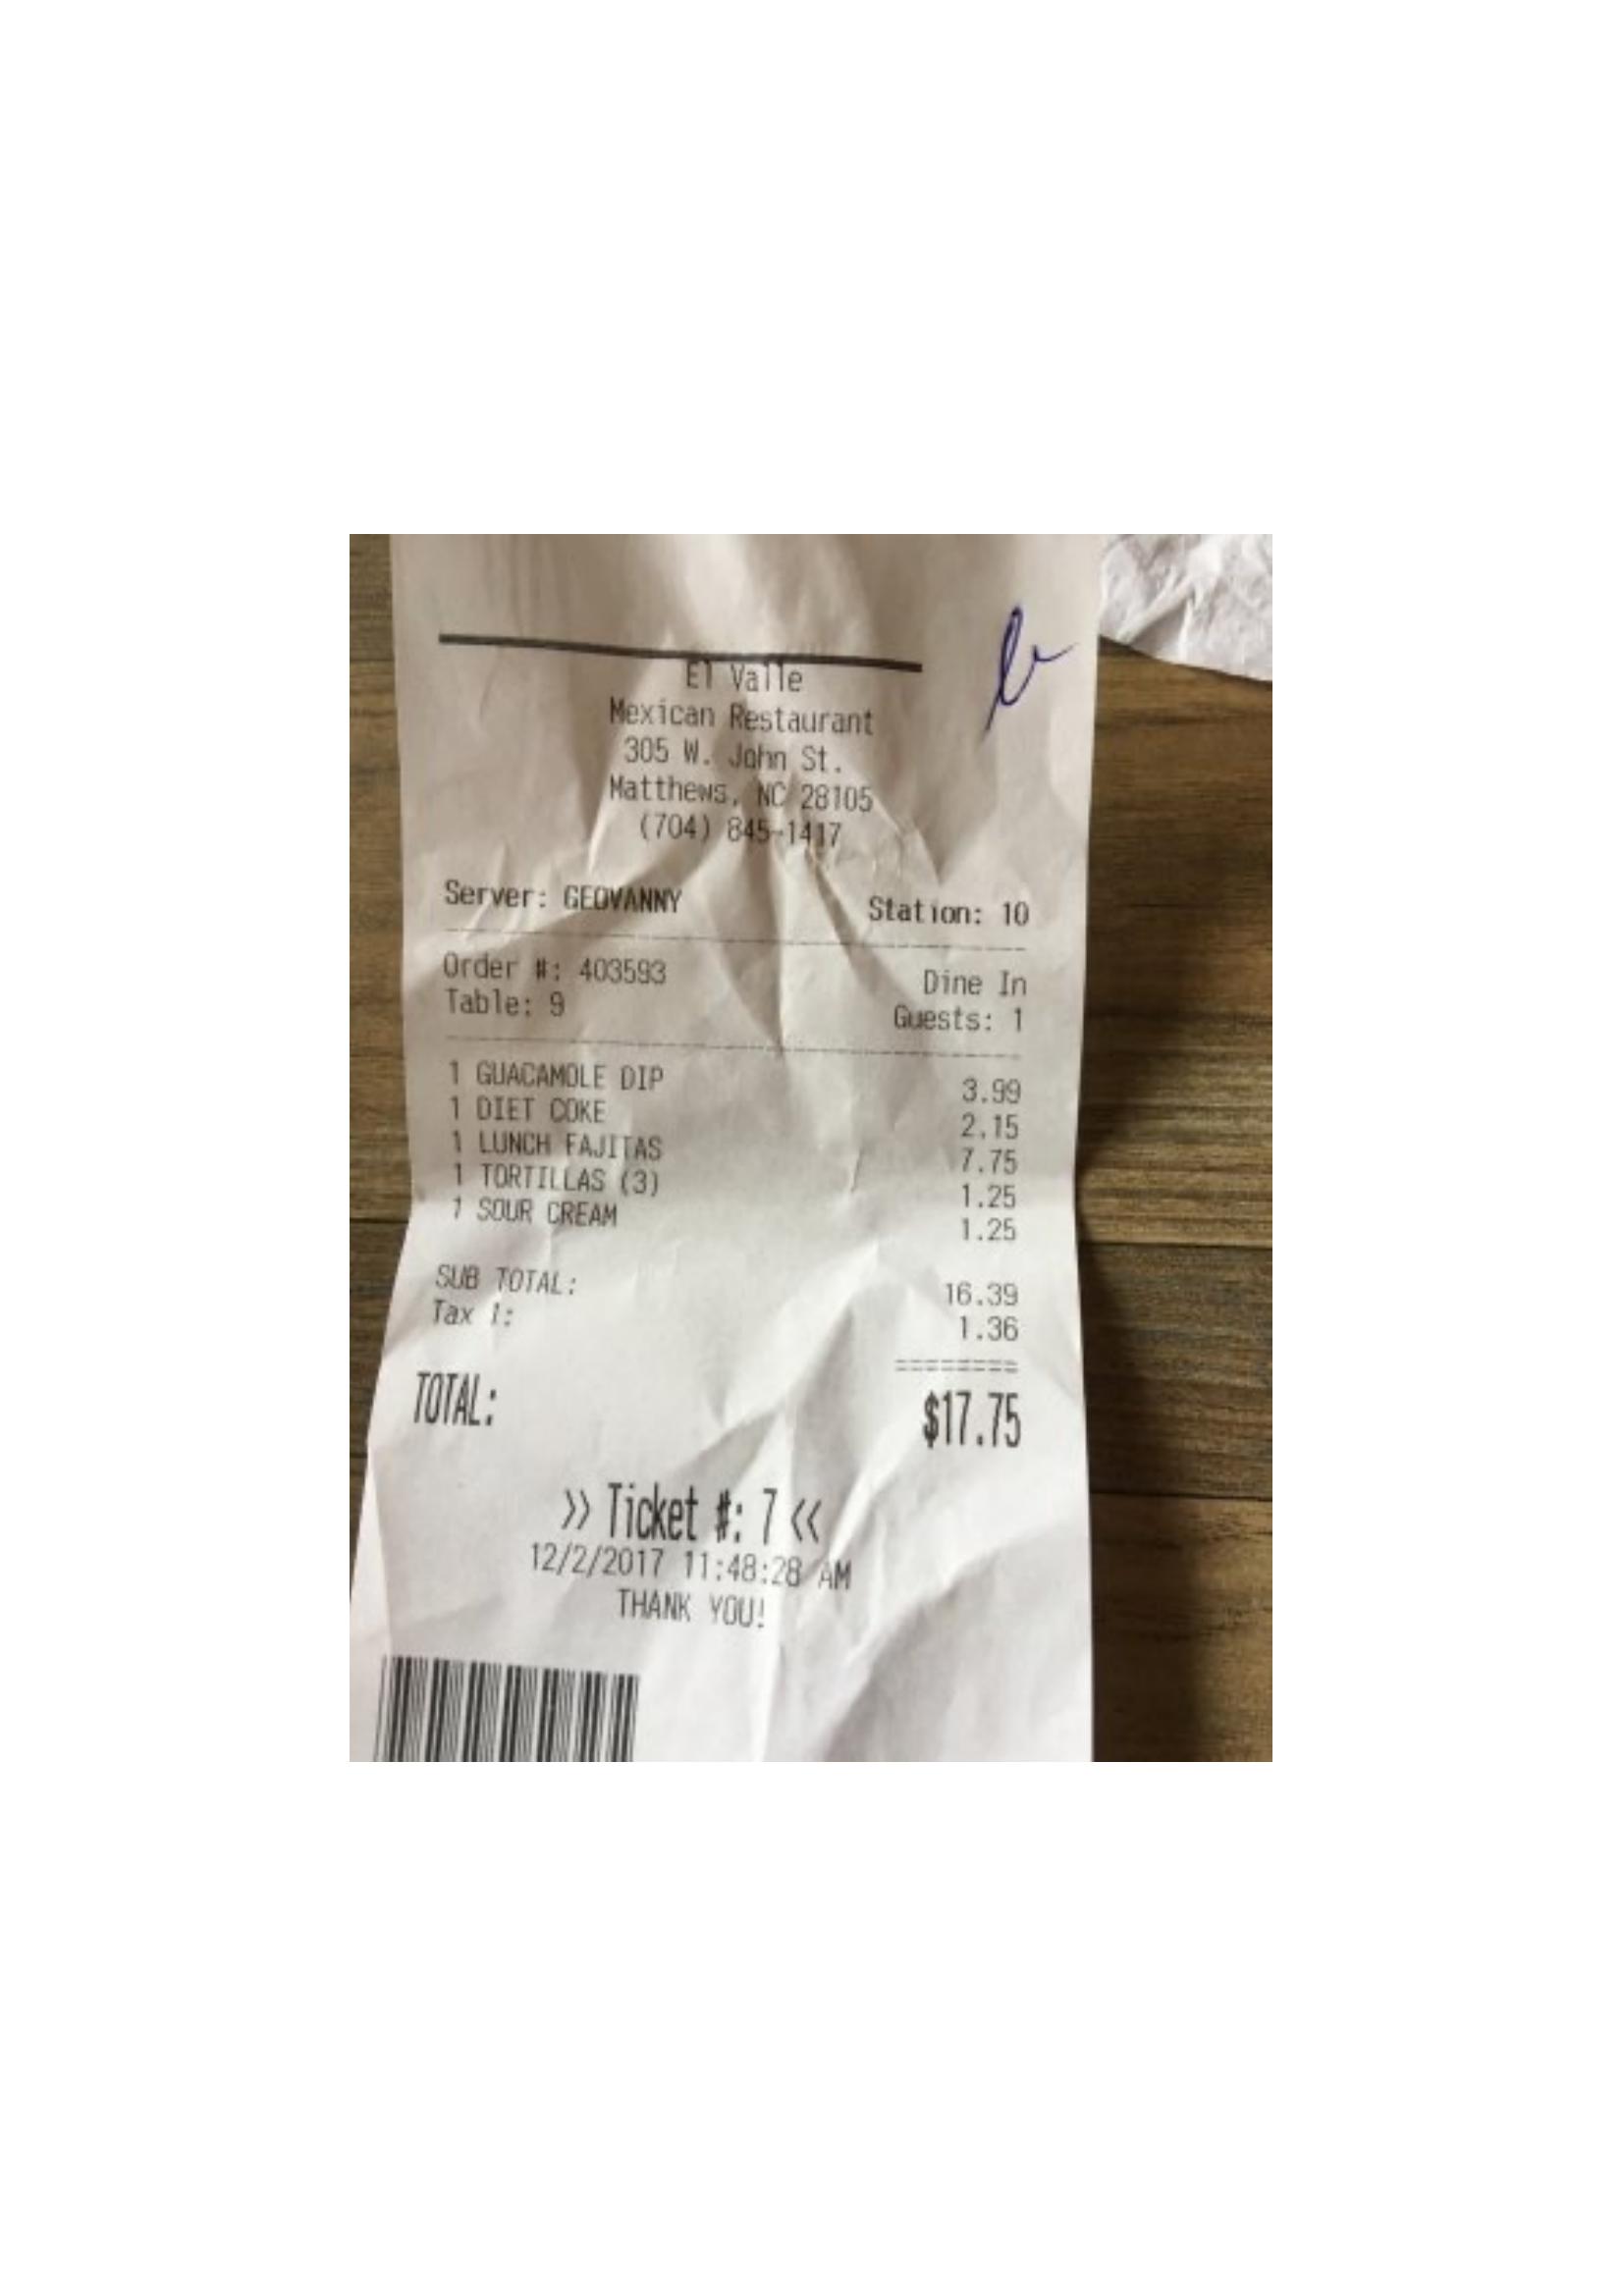 El Valle
Mexican Restaurant
305 W. John St.
Matthews, NC 28105
(704) 845-1417
Server: GEOVANNY Station: 10
Order #: 403593 Dine In
Table: 9 Guests: 1
1 GUACAMOLE DIP 3.99
1 DIET COKE 2.15
1 LUNCH FAJITAS 7.75
1 TORTILLAS (3) 1.25
1 SOUR CREAM 1.25
SUB TOTAL: 16.39
Tax 1: 1.36
========
TOTAL: $17.75
>> Ticket #: 7 <<
12/2/2017 11:48:28 AM
THANK YOU!